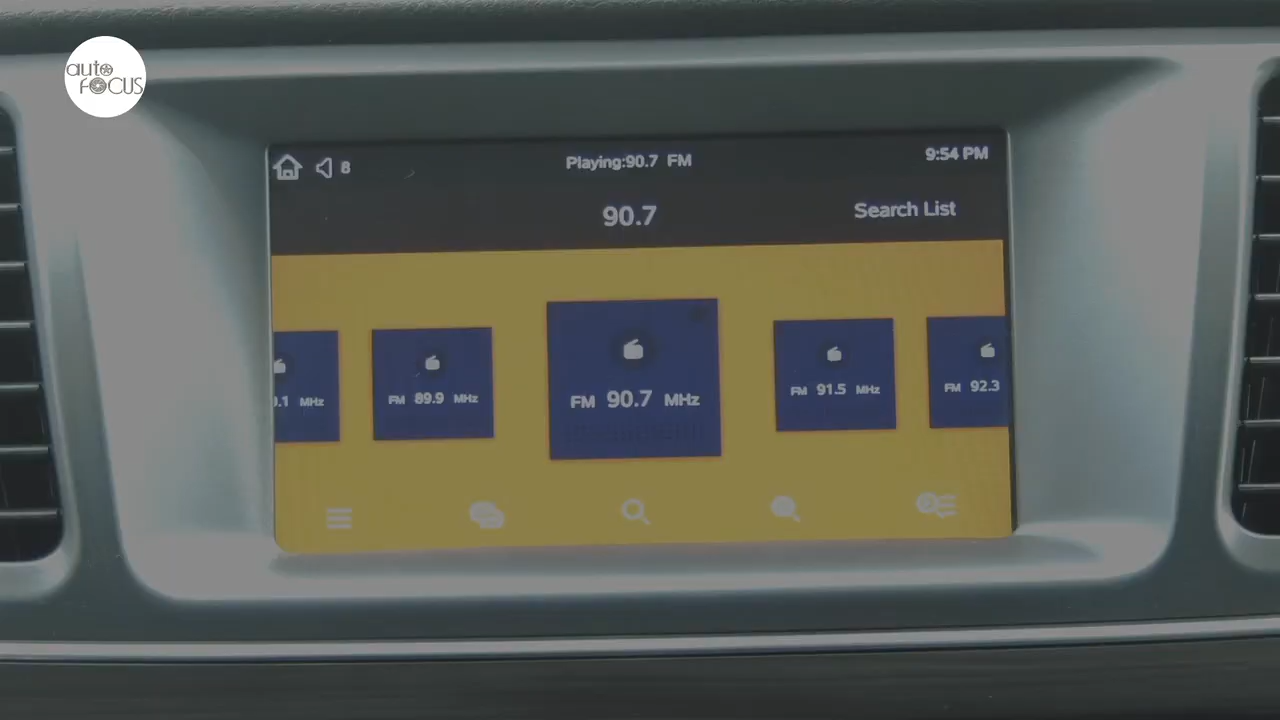 auto
FOCUS
8
Playing:90.7 FM
9:54 PM
90.7
Search List
.1 MHz
FM 89.9 MHz
FM 90.7 MHz
FM 91.5 MHz
FM 92.3